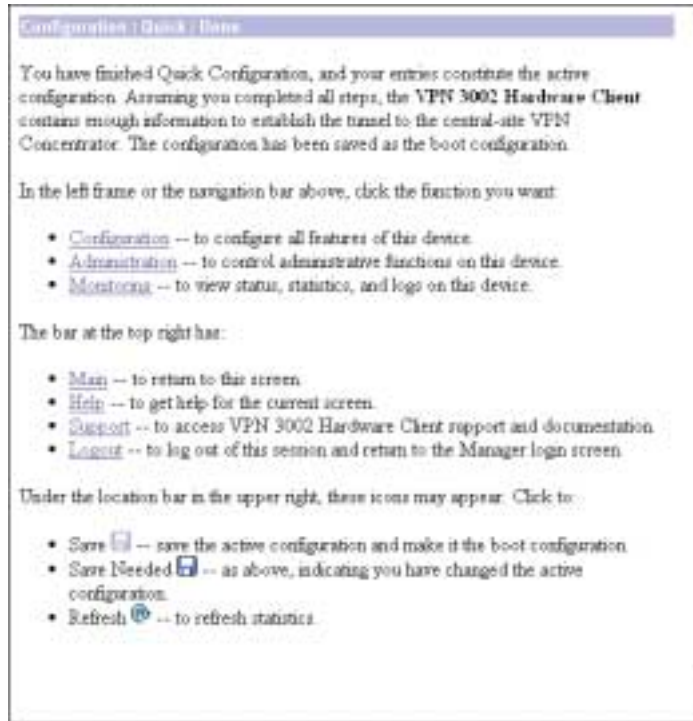 Configuration | Quick | Done
You have finished Quick Configuration, and your entries constitute the active
configuration. Assuming you completed all steps, the VPN 3002 Hardware Client
contains enough information to establish the tunnel to the central-site VPN
Concentrator. The configuration has been saved as the boot configuration.
In the left frame or the navigation bar above, click the function you want:
• Configuration -- to configure all features of this device.
• Administration -- to control administrative functions on this device.
• Monitoring -- to view status, statistics, and logs on this device.
The bar at the top right has:
• Main -- to return to this screen.
• Help -- to get help for the current screen.
• Support -- to access VPN 3002 Hardware Client support and documentation.
• Logout -- to log out of this session and return to the Manager login screen.
Under the location bar in the upper right, these icons may appear. Click to:
• Save -- save the active configuration and make it the boot configuration.
• Save Needed -- as above, indicating you have changed the active
configuration.
• Refresh -- to refresh statistics.